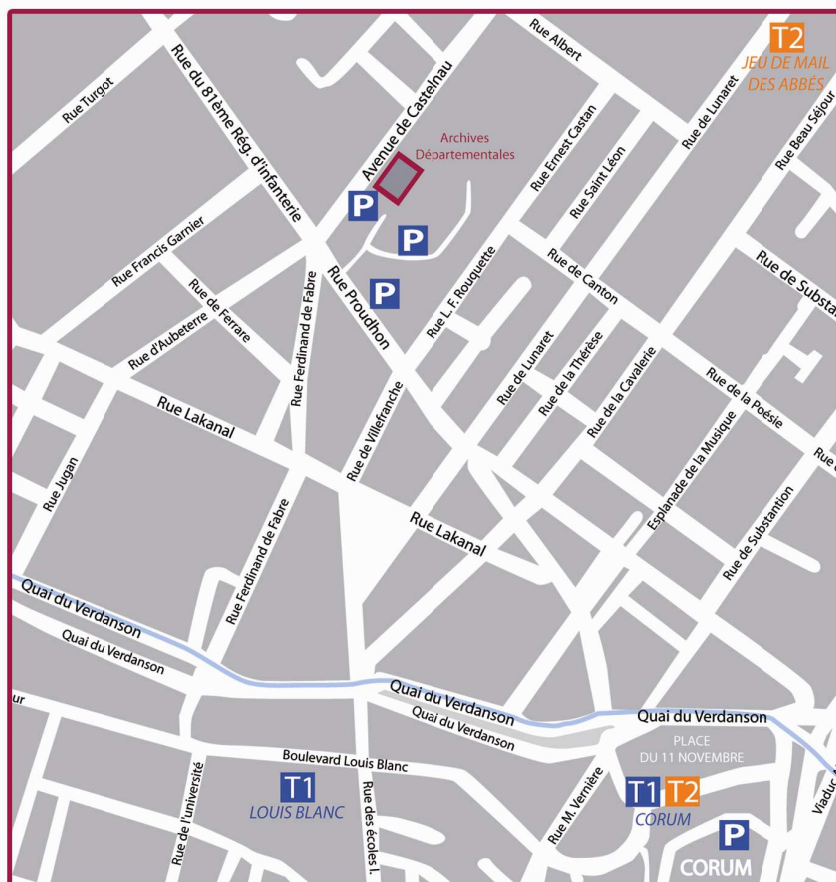 T2
JEU DE MAIL
DES ABBÈS
Rue Albert
Rue Turgot
Rue du 81ème Rég. d'infanterie
Avenue de Castelnau
Rue de Lunaret
Rue Beau Séjour
Archives
Départementales
Rue Ernest Castan
Rue Saint Léon
P
P
P
Rue Francis Garnier
Rue de Ferrare
Rue d'Aubeterre
Rue Ferdinand de Fabre
Rue Proudhon
Rue L. F. Rouquette
Rue de Canton
Rue de Substan
Rue de Lunaret
Rue de la Thérèse
Rue de la Cavalerie
Rue de la Poésie
Rue Lakanal
Rue de Villefranche
Esplanade de la Musique
Rue
Rue Jugan
Rue Lakanal
Rue de Substantion
Rue Ferdinand de Fabre
Quai du Verdanson
Quai du Verdanson
Quai du Verdanson
Quai du Verdanson
Quai du Verdanson
ur
PLACE
DU 11 NOVEMBRE
Boulevard Louis Blanc
T1
LOUIS BLANC
Rue de l'université
Rue des écoles l.
Rue M. Vernière
T1 T2
CORUM
Viaduc
P
CORUM